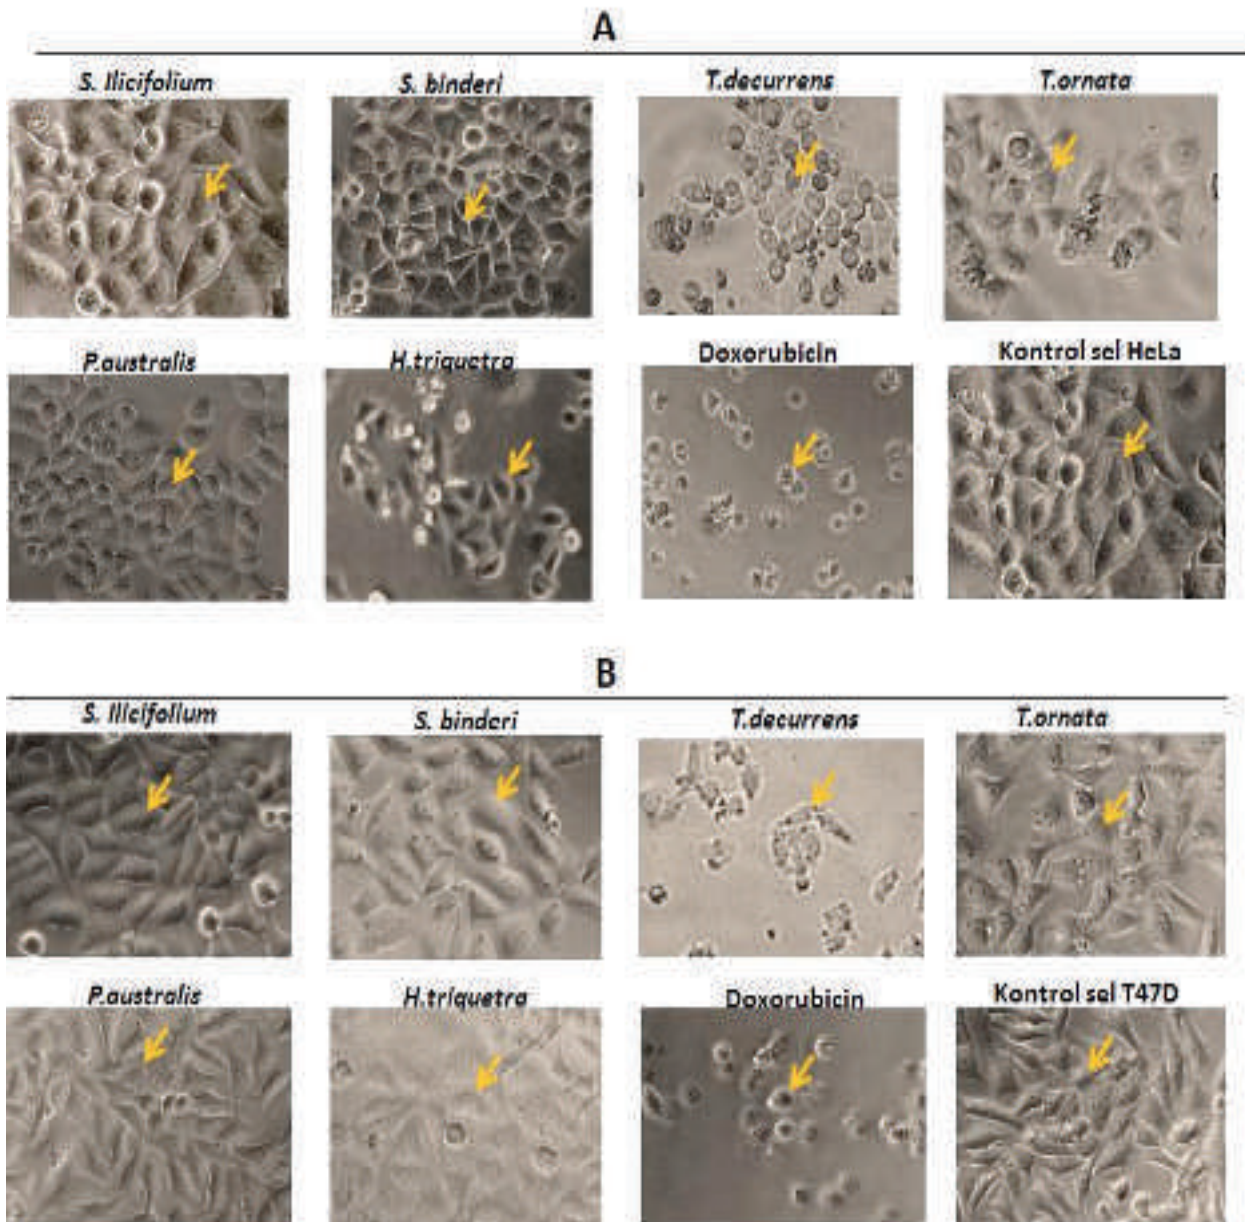 A
S. Ilicifolium
S. binderi
T.decurrens
T.ornata
P.australis
H.triquetra
Doxorubicin
Kontrol sel HeLa
B
S. Ilicifolium
S. binderi
T.decurrens
T.ornata
P.australis
H.triquetra
Doxorubicin
Kontrol sel T47D